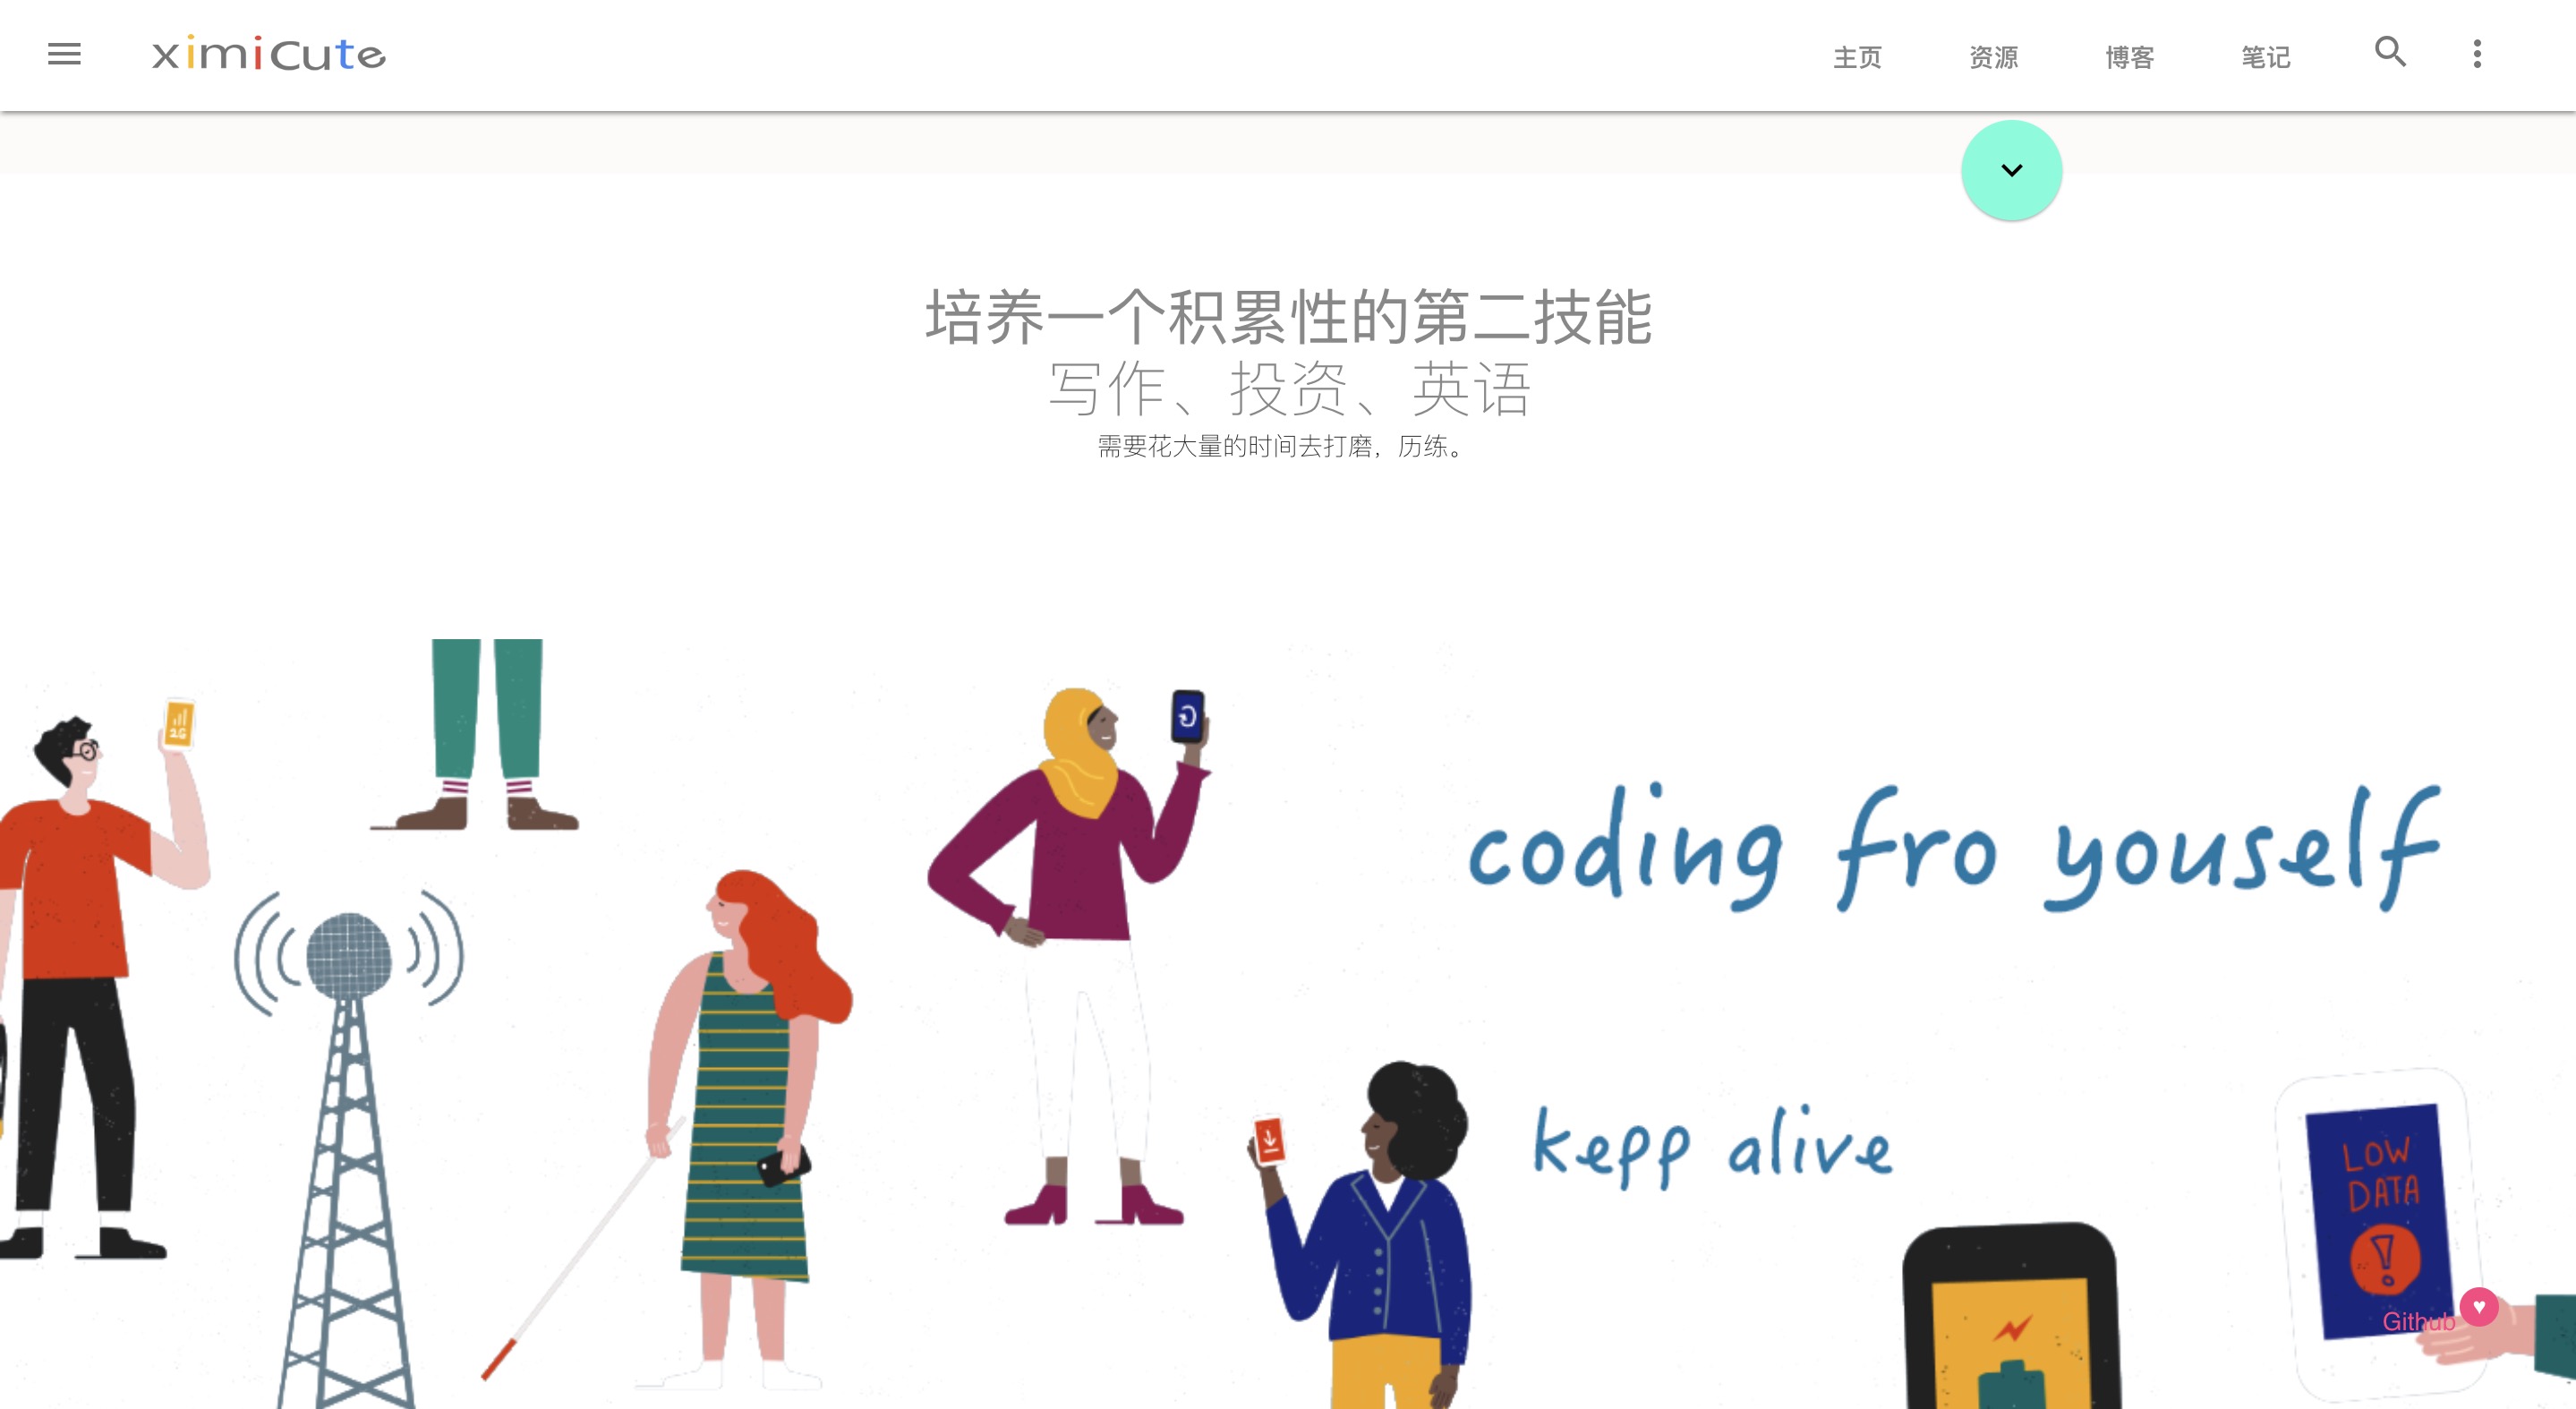 ximicute
主页 资源 博客 笔记
培养一个积累性的第二技能
写作、投资、英语
需要花大量的时间去打磨，历练。
2G
coding fro youself
kepp alive
LOW
DATA
!
Github